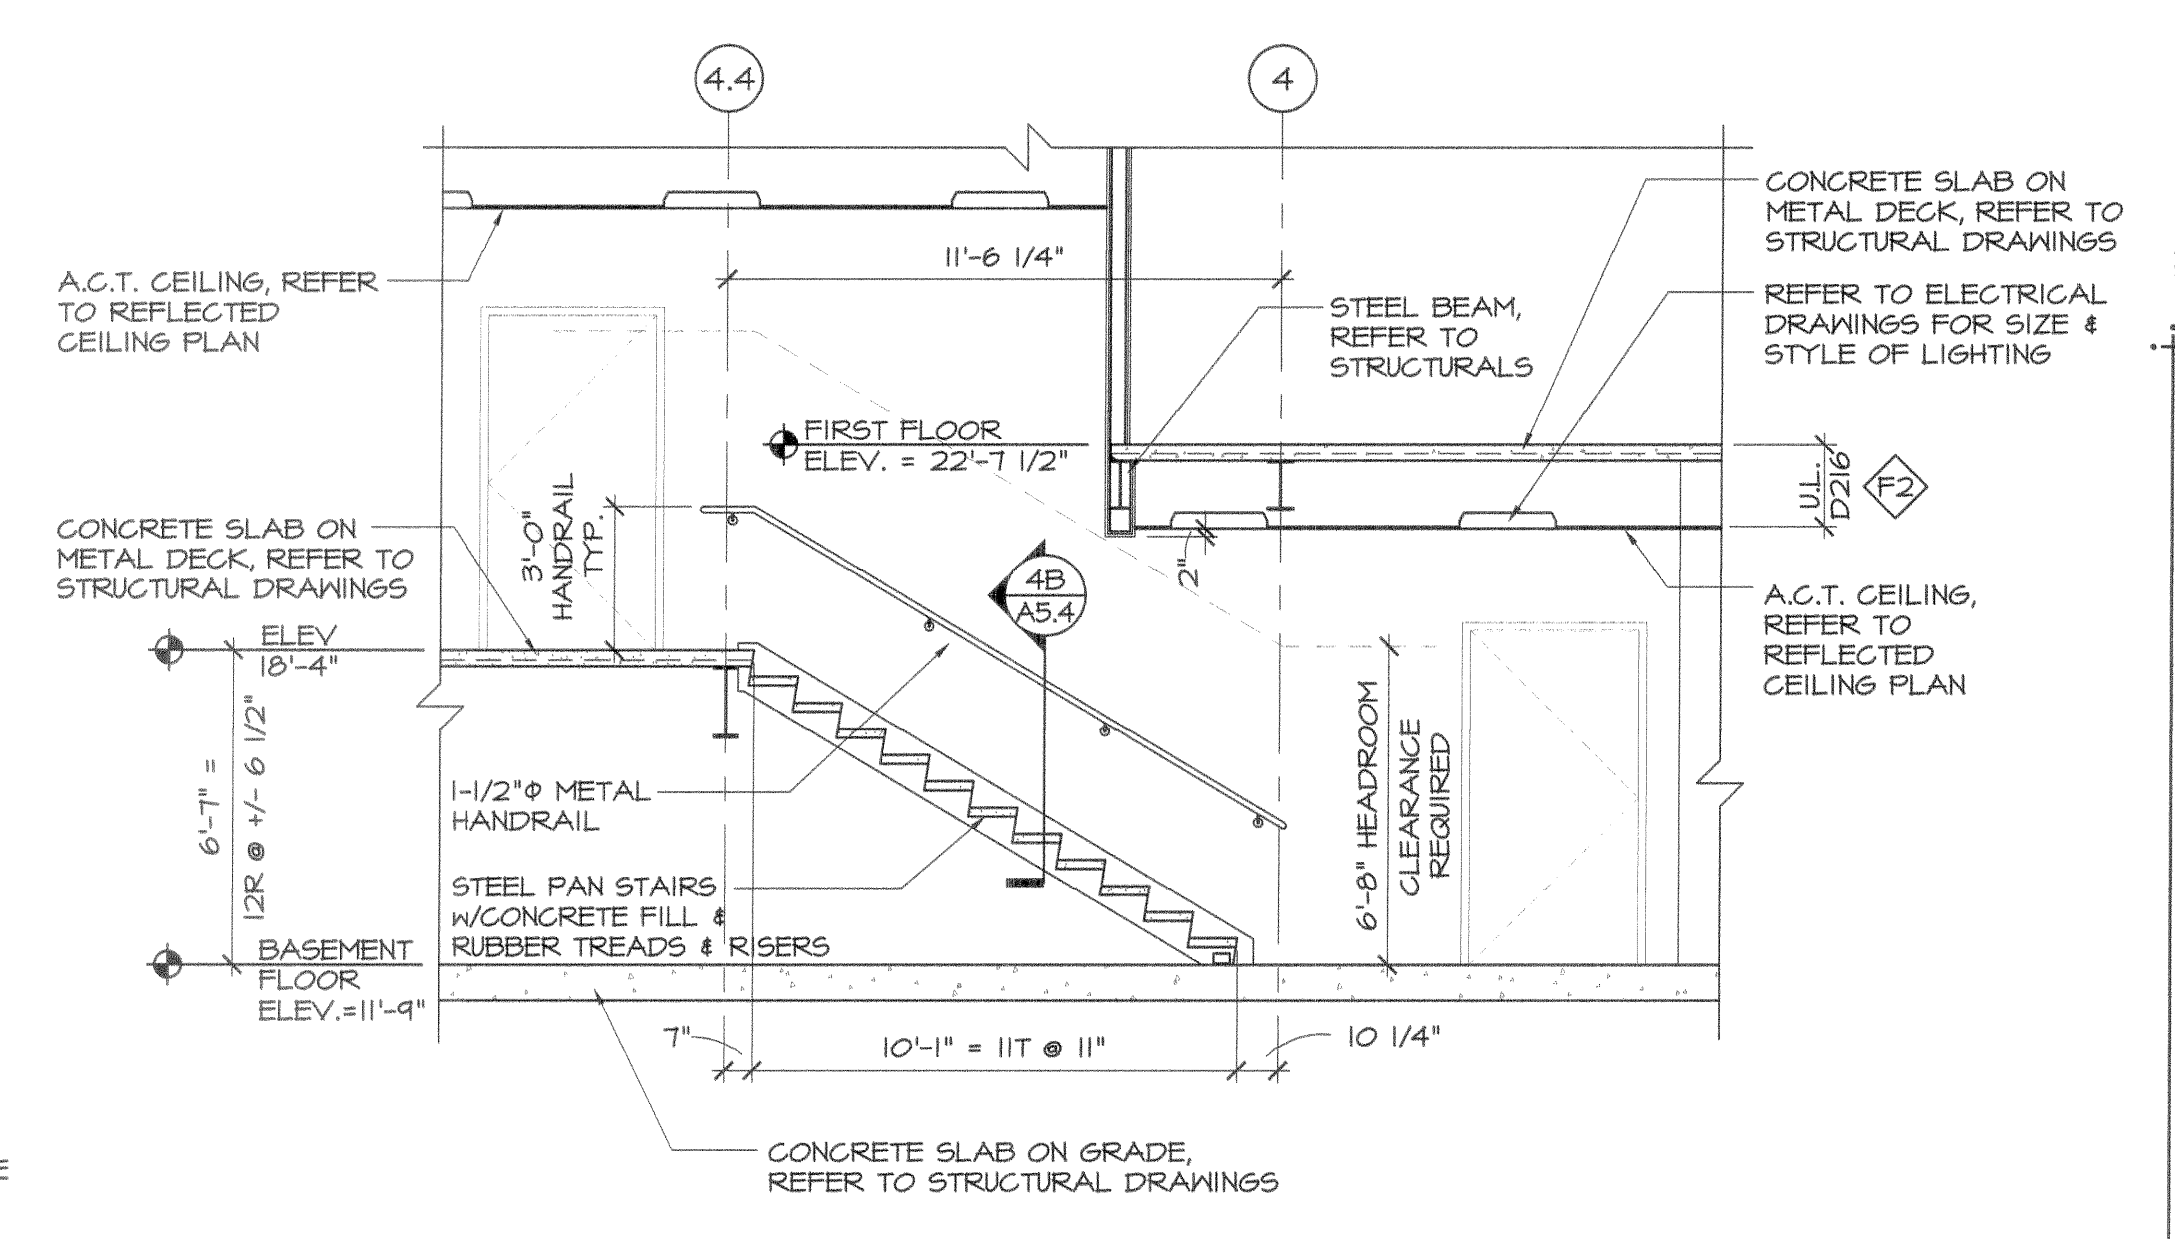 4.4
4
CONCRETE SLAB ON
METAL DECK, REFER TO
STRUCTURAL DRAWINGS
11'-6 1/4"
A.C.T. CEILING, REFER
TO REFLECTED
CEILING PLAN
STEEL BEAM,
REFER TO
STRUCTURALS
REFER TO ELECTRICAL
DRAWINGS FOR SIZE &
STYLE OF LIGHTING
FIRST FLOOR
ELEV. = 22'-7 1/2"
U.L.
D216
F2
3'-0"
HANDRAIL
TYP.
CONCRETE SLAB ON
METAL DECK, REFER TO
STRUCTURAL DRAWINGS
4B
A5.4
2"
A.C.T. CEILING,
REFER TO
REFLECTED
CEILING PLAN
ELEV
18'-4"
6'-7" =
12R @ +/- 6 1/2"
1-1/2"Φ METAL
HANDRAIL
6'-8" HEADROOM
CLEARANCE
REQUIRED
STEEL PAN STAIRS
W/CONCRETE FILL &
RUBBER TREADS & RISERS
BASEMENT
FLOOR
ELEV.=11'-9"
7"
10'-1" = 11T @ 11"
10 1/4"
CONCRETE SLAB ON GRADE,
REFER TO STRUCTURAL DRAWINGS